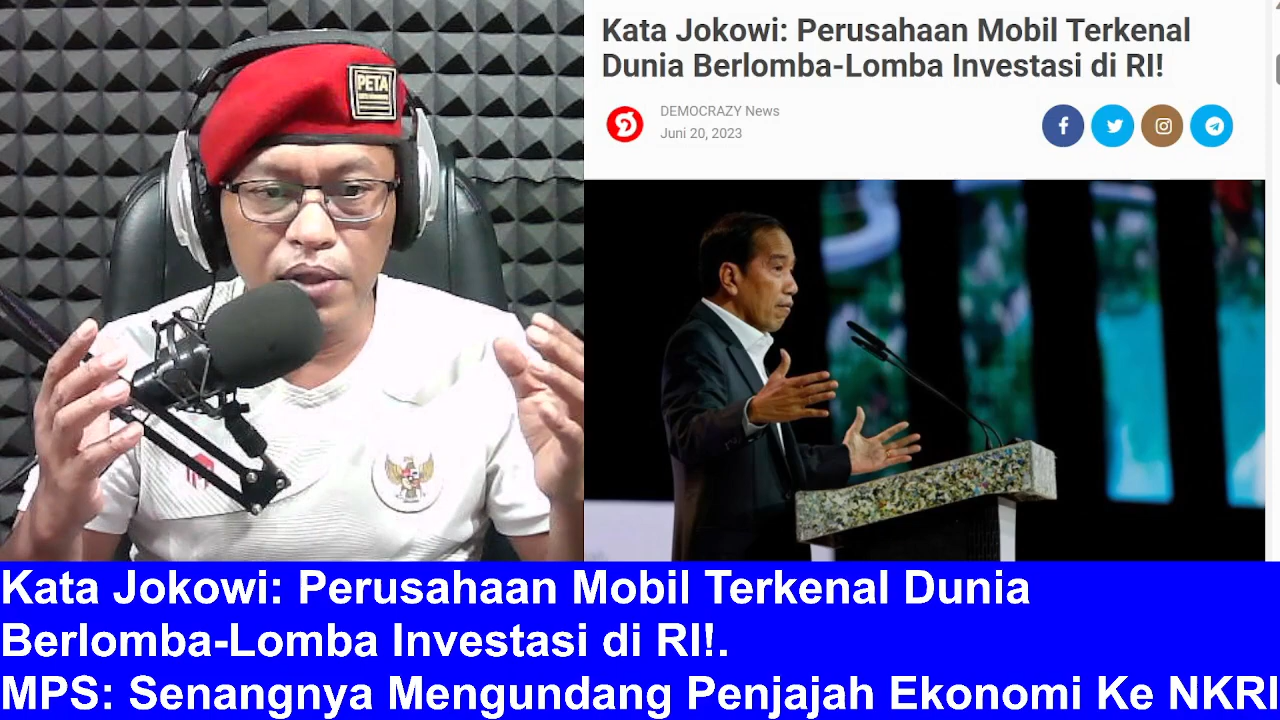 PETA
Kata Jokowi: Perusahaan Mobil Terkenal
Dunia Berlomba-Lomba Investasi di RI!
DEMOCRAZY News
Juni 20, 2023
Kata Jokowi: Perusahaan Mobil Terkenal Dunia
Berlomba-Lomba Investasi di RI!.
MPS: Senangnya Mengundang Penjajah Ekonomi Ke NKRI